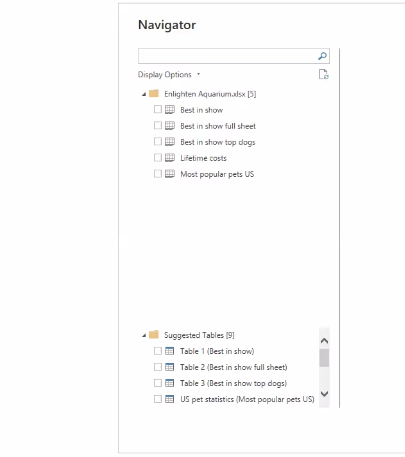 Navigator
Display Options
Enlighten Aquarium.xlsx [5]
Best in show
Best in show full sheet
Best in show top dogs
Lifetime costs
Most popular pets US
Suggested Tables [9]
Table 1 (Best in show)
Table 2 (Best in show full sheet)
Table 3 (Best in show top dogs)
US pet statistics (Most popular pets US)